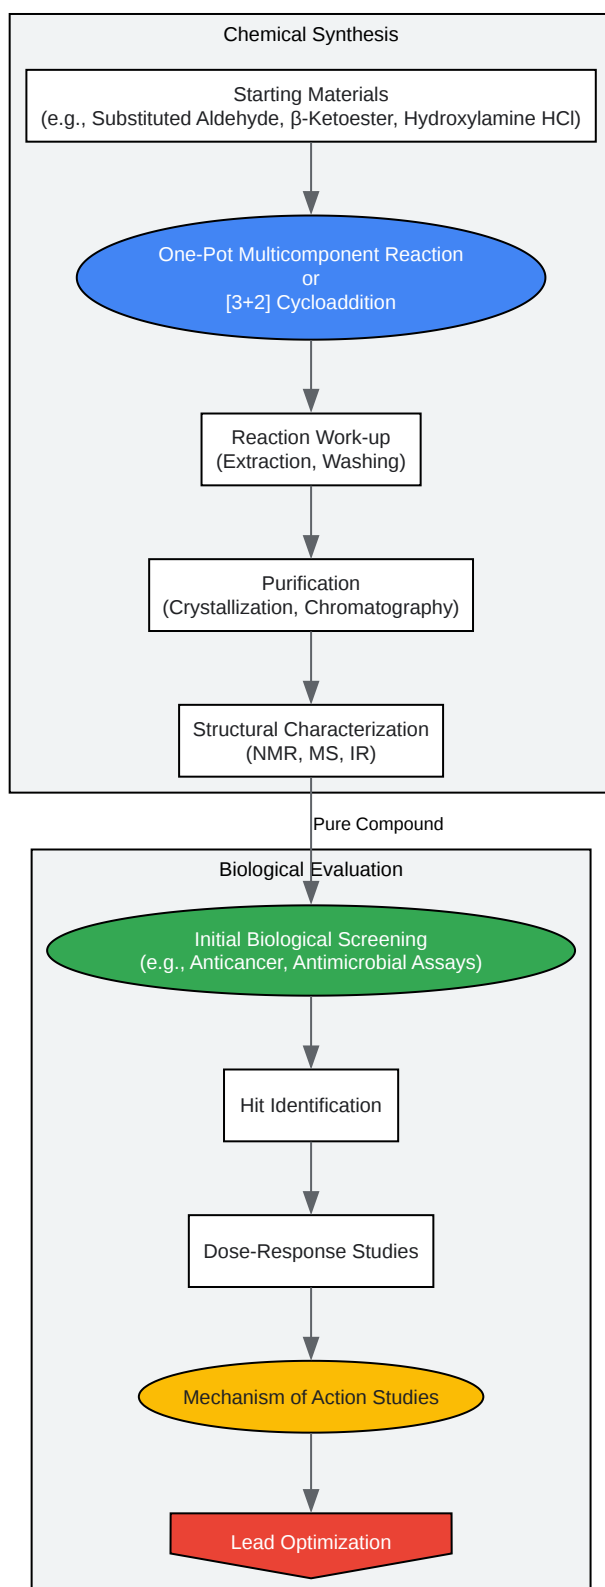 Chemical Synthesis
Starting Materials
(e.g., Substituted Aldehyde, β-Ketoester, Hydroxylamine HCl)
One-Pot Multicomponent Reaction
or
[3+2] Cycloaddition
Reaction Work-up
(Extraction, Washing)
Purification
(Crystallization, Chromatography)
Structural Characterization
(NMR, MS, IR)
Pure Compound
Biological Evaluation
Initial Biological Screening
(e.g., Anticancer, Antimicrobial Assays)
Hit Identification
Dose-Response Studies
Mechanism of Action Studies
Lead Optimization